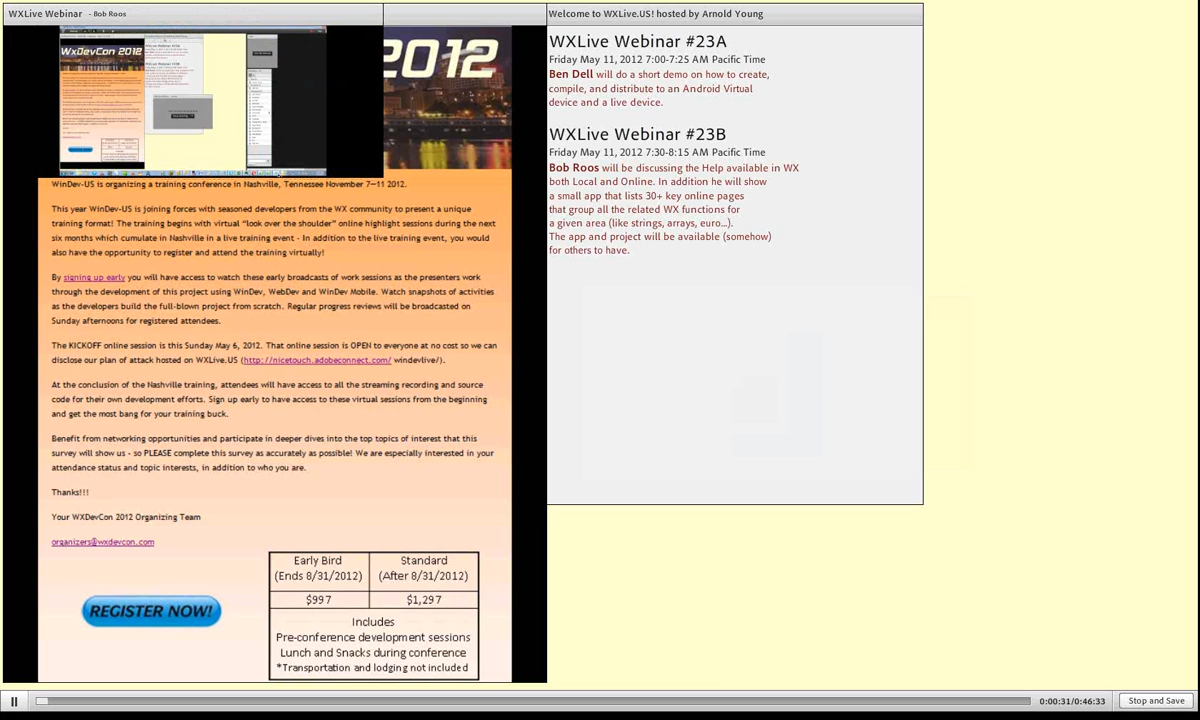 WXLive Webinar - Bob Roos
WxDevCon 2012
2012
WinDev-US is organizing a training conference in Nashville, Tennessee November 7–11 2012.
This year WinDev-US is joining forces with seasoned developers from the WX community to present a unique
training format! The training begins with virtual "look over the shoulder" online highlight sessions during the next
six months which cumulate in Nashville in a live training event - In addition to the live training event, you would
also have the opportunity to register and attend the training virtually!
By signing up early you will have access to watch these early broadcasts of work sessions as the presenters work
through the development of this project using WinDev, WebDev and WinDev Mobile. Watch snapshots of activities
as the developers build the full-blown project from scratch. Regular progress reviews will be broadcasted on
Sunday afternoons for registered attendees.
The KICKOFF online session is this Sunday May 6, 2012. That online session is OPEN to everyone at no cost so we can
disclose our plan of attack hosted on WXLive.US (http://nicetouch.adobeconnect.com/ windevlive/).
At the conclusion of the Nashville training, attendees will have access to all the streaming recording and source
code for their own development efforts. Sign up early to have access to these virtual sessions from the beginning
and get the most bang for your training buck.
Benefit from networking opportunities and participate in deeper dives into the top topics of interest that this
survey will show us - so PLEASE complete this survey as accurately as possible! We are especially interested in your
attendance status and topic interests, in addition to who you are.
Thanks!!!
Your WXDevCon 2012 Organizing Team
organizers@wxdevcon.com
REGISTER NOW!
Early Bird Standard
(Ends 8/31/2012) (After 8/31/2012)
$997 $1,297
Includes
Pre-conference development sessions
Lunch and Snacks during conference
*Transportation and lodging not included
Welcome to WXLive.US! hosted by Arnold Young
WXLive Webinar #23A
Friday May 11, 2012 7:00-7:25 AM Pacific Time
Ben Dell will do a short demo on how to create,
compile, and distribute to an Android Virtual
device and a live device.
WXLive Webinar #23B
Friday May 11, 2012 7:30-8:15 AM Pacific Time
Bob Roos will be discussing the Help available in WX
both Local and Online. In addition he will show
a small app that lists 30+ key online pages
that group all the related WX functions for
a given area (like strings, arrays, euro...).
The app and project will be available (somehow)
for others to have.
0:00:31/0:46:33
Stop and Save